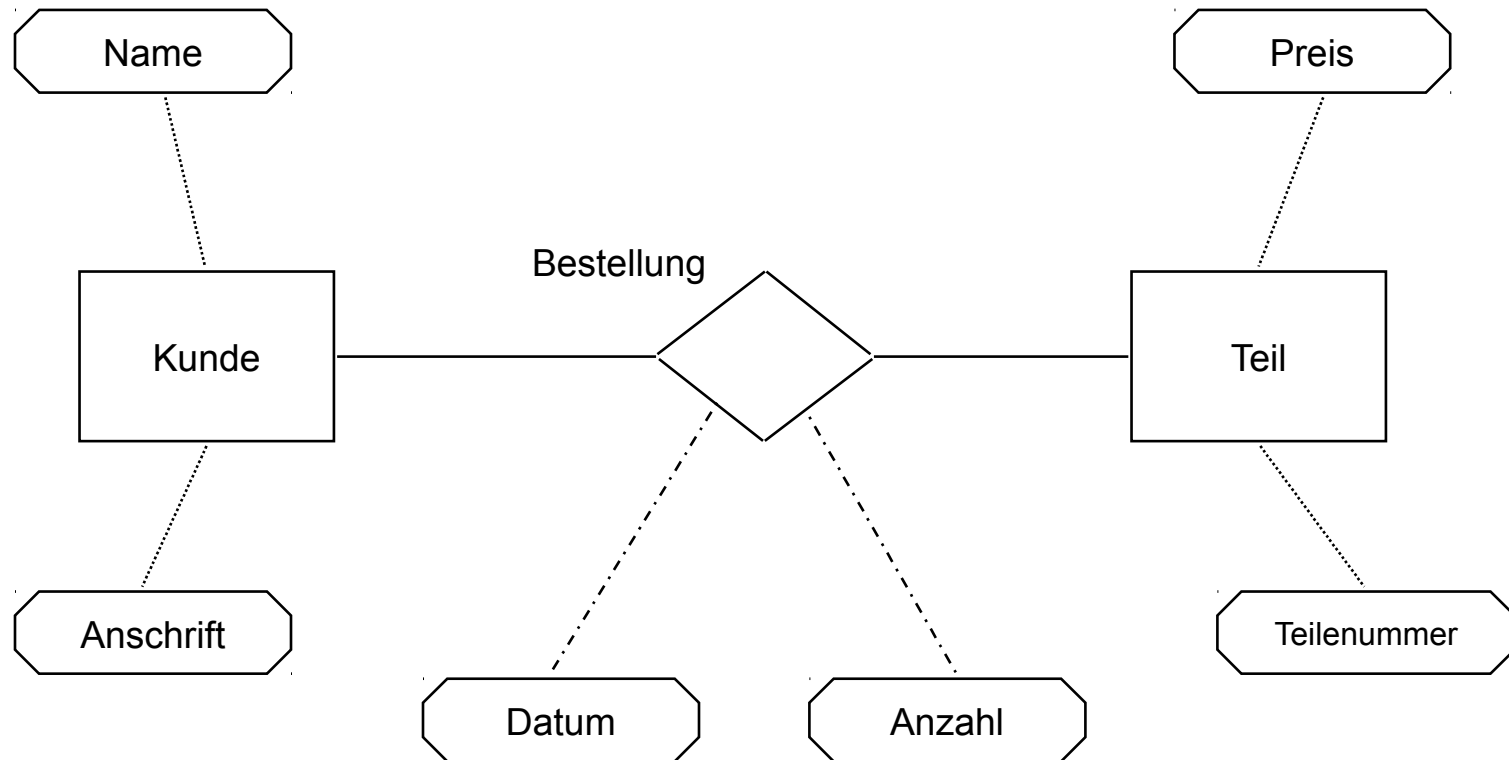 Name
Preis
Bestellung
Kunde
Teil
Anschrift
Teilenummer
Datum
Anzahl